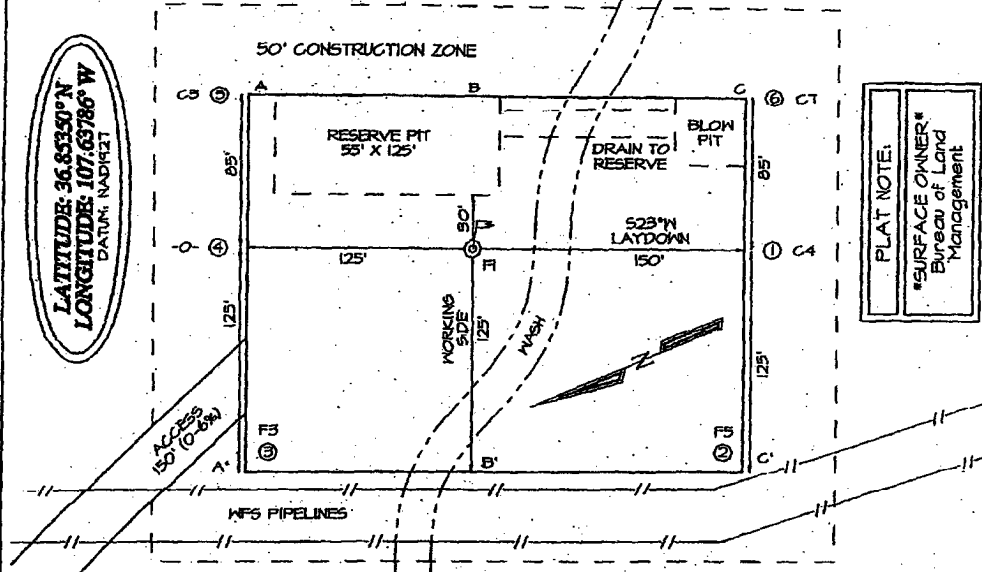 50' CONSTRUCTION ZONE
LATITUDE: 36.85350° N
LONGITUDE: 107.63786° W
DATUM: NAD1927
C5 ⑤ A
B
C ⑥ C7
RESERVE PIT
55' X 125'
BLOW
PIT
DRAIN TO
RESERVE
85'
85'
90'
S23°W
LAYDOWN
-0- ④
125'
F1
150'
① C4
PLAT NOTE:
*SURFACE OWNER*
Bureau of Land
Management
125'
WORKING
SIDE
125'
WASH
N
125'
ACCESS
150' (0-6%)
F3
③
F5
②
A'
B'
C'
WFS PIPELINES